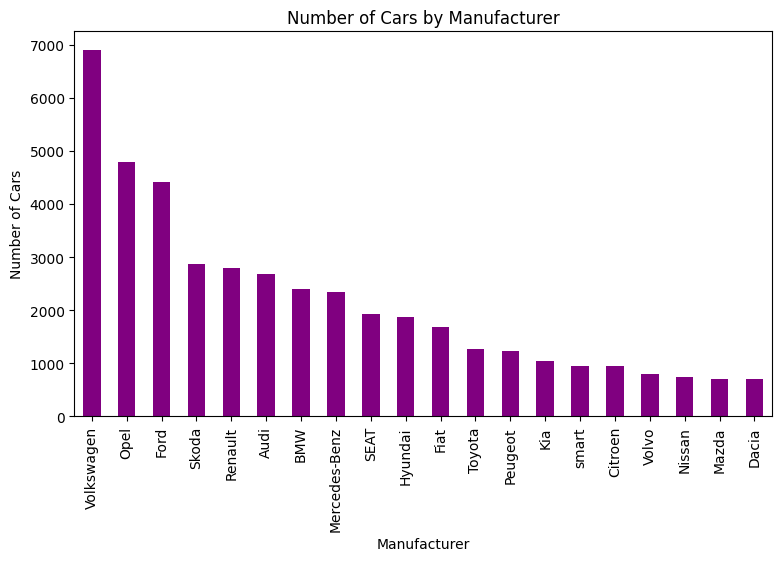 Number of Cars by Manufacturer
Number of Cars
7000
6000
5000
4000
3000
2000
1000
0
Volkswagen
Opel
Ford
Skoda
Renault
Audi
BMW
Mercedes-Benz
SEAT
Hyundai
Fiat
Toyota
Peugeot
Kia
smart
Citroen
Volvo
Nissan
Mazda
Dacia
Manufacturer